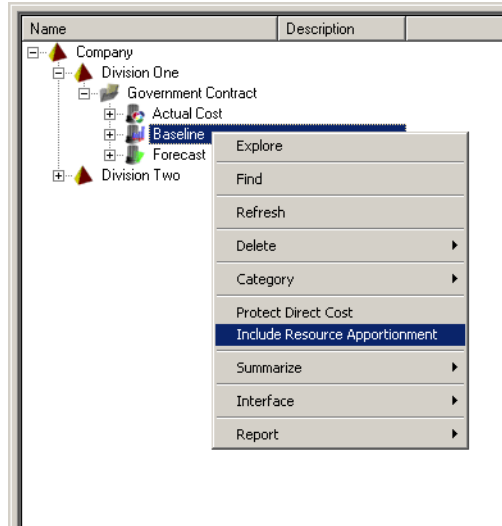 Name Description
Company
Division One
Government Contract
Actual Cost
Baseline
Forecast
Division Two
Explore
Find
Refresh
Delete
Category
Protect Direct Cost
Include Resource Apportionment
Summarize
Interface
Report